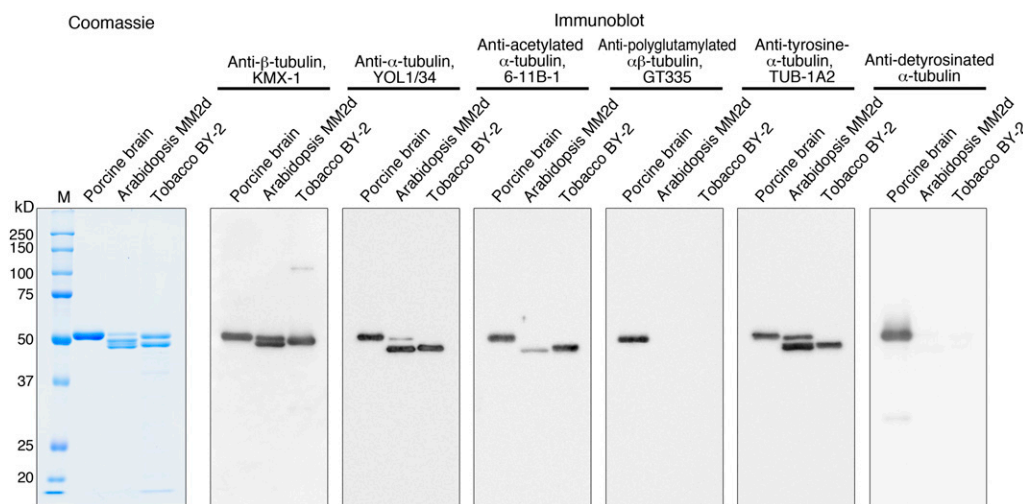 Coomassie
Immunoblot
Anti-β-tubulin,
KMX-1
Anti-α-tubulin,
YOL1/34
Anti-acetylated
α-tubulin,
6-11B-1
Anti-polyglutamylated
αβ-tubulin,
GT335
Anti-tyrosine-
α-tubulin,
TUB-1A2
Anti-detyrosinated
α-tubulin
kD
M
Porcine brain
Arabidopsis MM2d
Tobacco BY-2
Porcine brain
Arabidopsis MM2d
Tobacco BY-2
Porcine brain
Arabidopsis MM2d
Tobacco BY-2
Porcine brain
Arabidopsis MM2d
Tobacco BY-2
Porcine brain
Arabidopsis MM2d
Tobacco BY-2
Porcine brain
Arabidopsis MM2d
Tobacco BY-2
Porcine brain
Arabidopsis MM2d
Tobacco BY-2
250
150
100
75
50
37
25
20